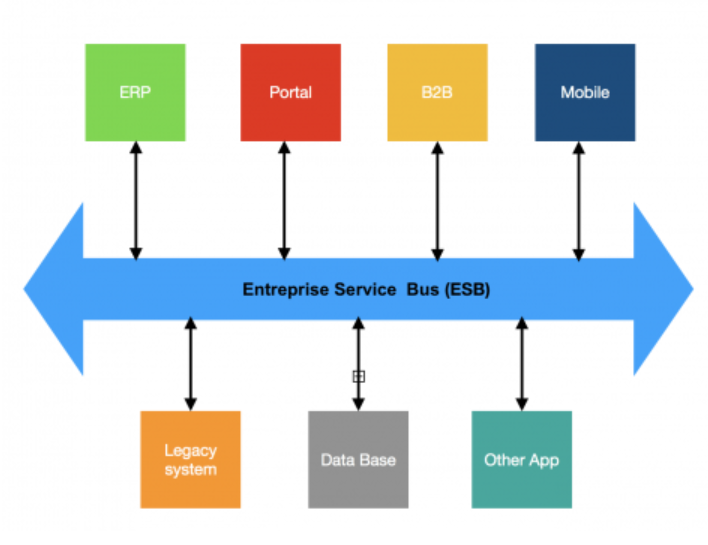 ERP
Portal
B2B
Mobile
Entreprise Service Bus (ESB)
Legacy
system
Data Base
Other App